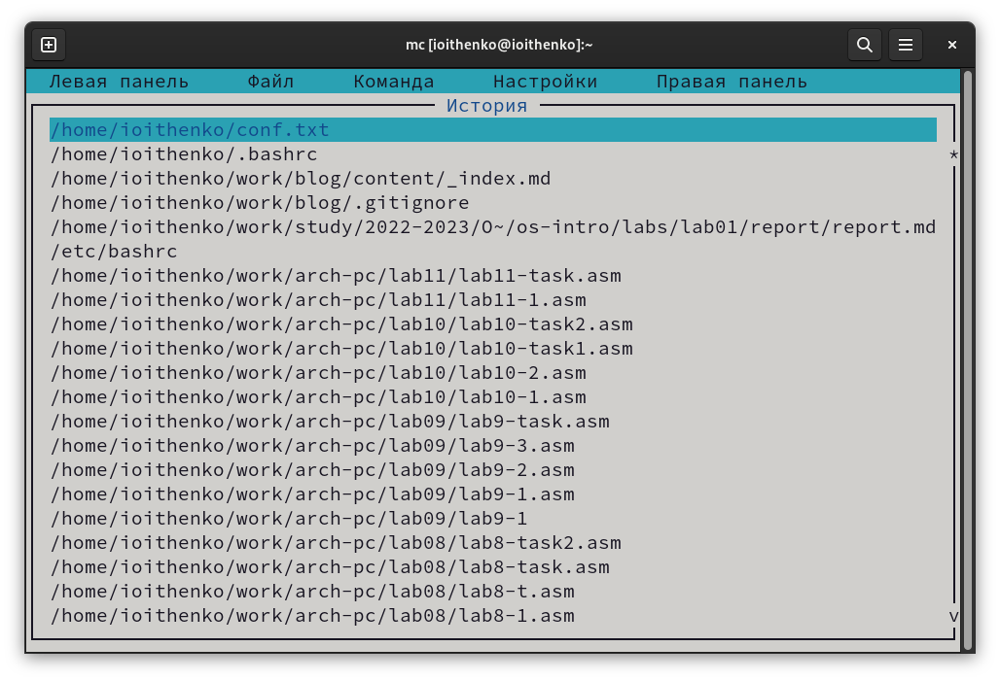 mc [ioithenko@ioithenko]:~
Левая панель Файл Команда Настройки Правая панель
История
/home/ioithenko/conf.txt
/home/ioithenko/.bashrc
/home/ioithenko/work/blog/content/_index.md
/home/ioithenko/work/blog/.gitignore
/home/ioithenko/work/study/2022-2023/O~/os-intro/labs/lab01/report/report.md
/etc/bashrc
/home/ioithenko/work/arch-pc/lab11/lab11-task.asm
/home/ioithenko/work/arch-pc/lab11/lab11-1.asm
/home/ioithenko/work/arch-pc/lab10/lab10-task2.asm
/home/ioithenko/work/arch-pc/lab10/lab10-task1.asm
/home/ioithenko/work/arch-pc/lab10/lab10-2.asm
/home/ioithenko/work/arch-pc/lab10/lab10-1.asm
/home/ioithenko/work/arch-pc/lab09/lab9-task.asm
/home/ioithenko/work/arch-pc/lab09/lab9-3.asm
/home/ioithenko/work/arch-pc/lab09/lab9-2.asm
/home/ioithenko/work/arch-pc/lab09/lab9-1.asm
/home/ioithenko/work/arch-pc/lab09/lab9-1
/home/ioithenko/work/arch-pc/lab08/lab8-task2.asm
/home/ioithenko/work/arch-pc/lab08/lab8-task.asm
/home/ioithenko/work/arch-pc/lab08/lab8-t.asm
/home/ioithenko/work/arch-pc/lab08/lab8-1.asm